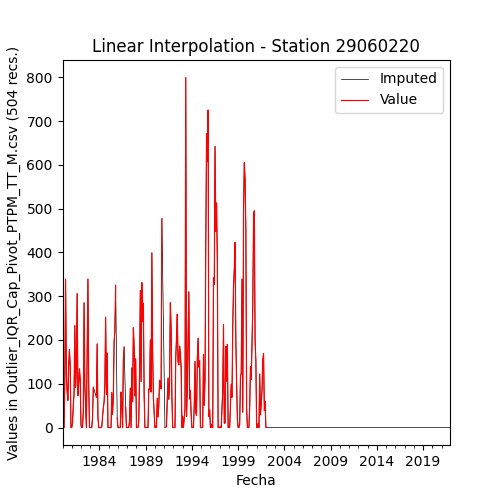 Linear Interpolation - Station 29060220
Values in Outlier_IQR_Cap_Pivot_PTPM_TT_M.csv (504 recs.)
800
700
600
500
400
300
200
100
0
Imputed
Value
1984 1989 1994 1999 2004 2009 2014 2019
Fecha